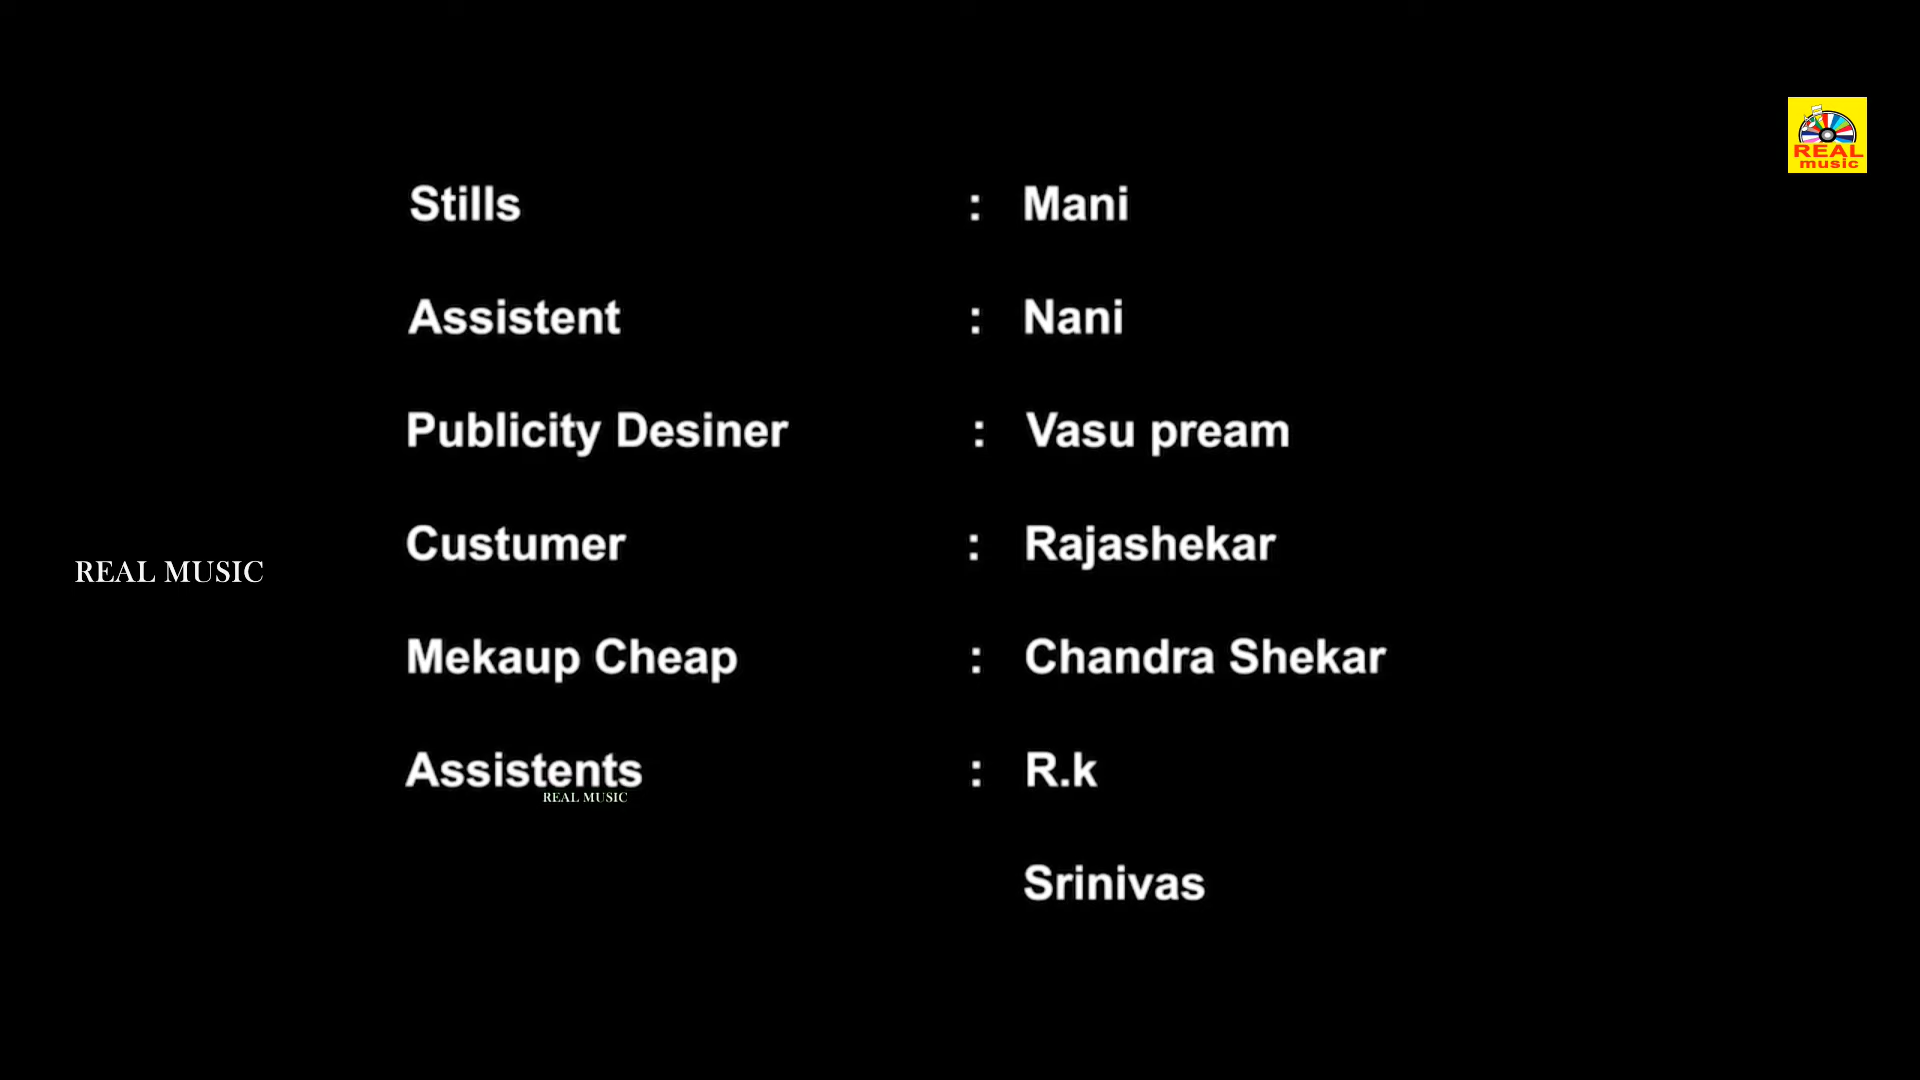 REAL
music
Stills : Mani
Assistent : Nani
Publicity Desiner : Vasu pream
Custumer : Rajashekar
REAL MUSIC
Mekaup Cheap : Chandra Shekar
Assistents : R.k
REAL MUSIC
Srinivas